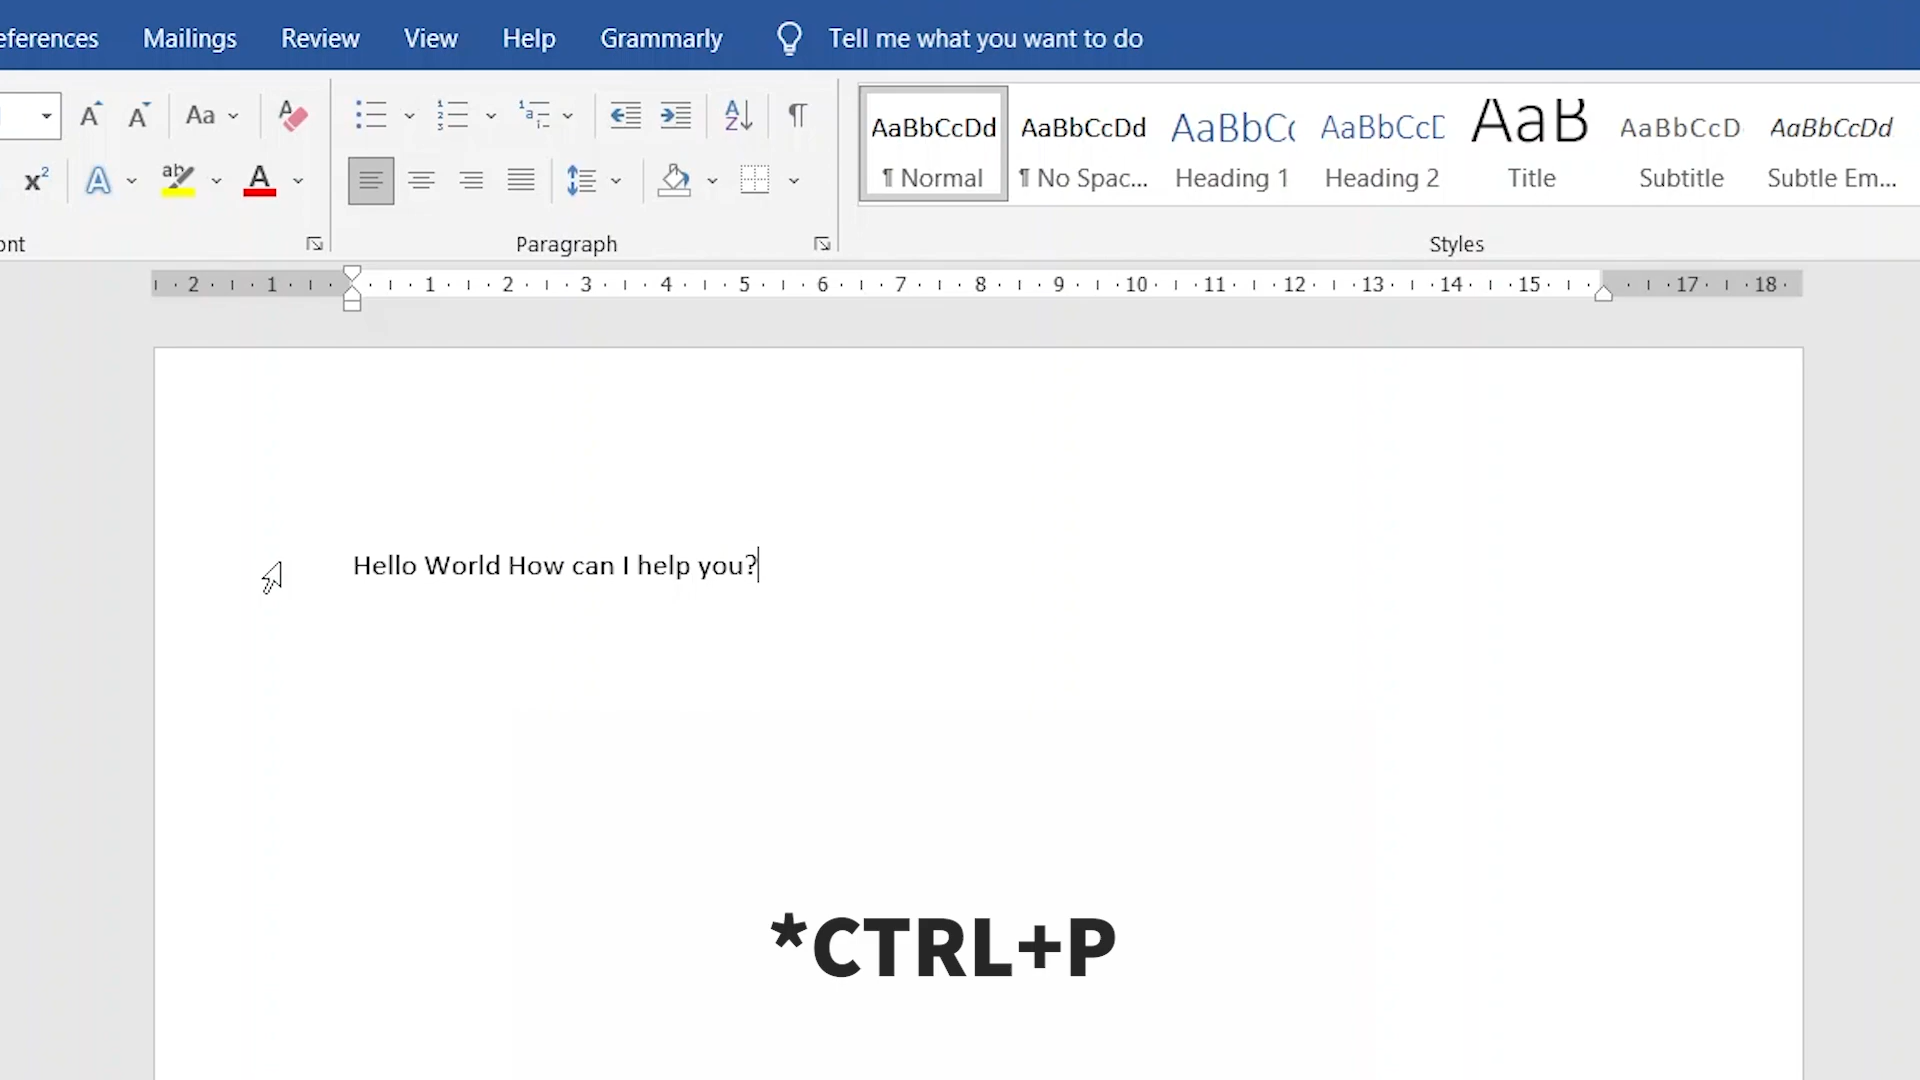 eferences Mailings Review View Help Grammarly Tell me what you want to do
Aa
AaBbCcDd AaBbCcDd AaBbCc AaBbCcD AaB AaBbCcD AaBbCcDd
x² A ab A
¶ Normal ¶ No Spac... Heading 1 Heading 2 Title Subtitle Subtle Em...
ont Paragraph Styles
2 1 1 2 3 4 5 6 7 8 9 10 11 12 13 14 15 17 18
Hello World How can I help you?
*CTRL+P